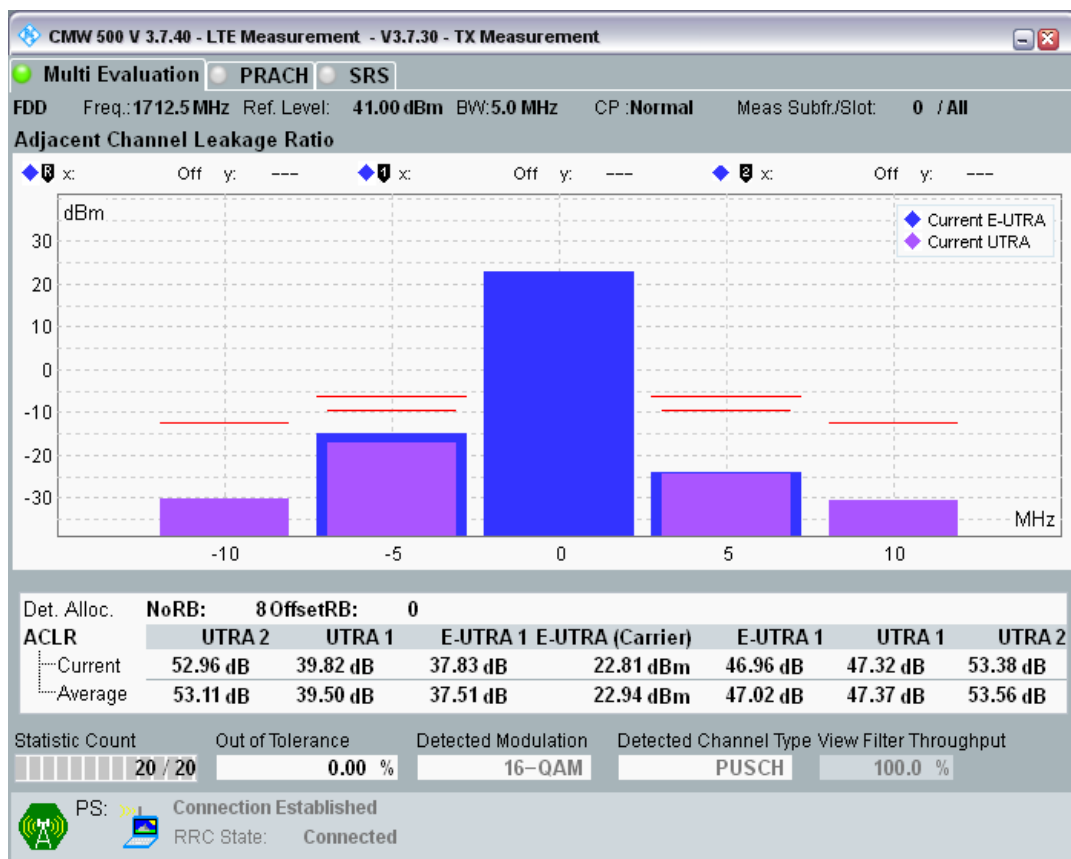 CMW 500 V 3.7.40 - LTE Measurement - V3.7.30 - TX Measurement
Multi Evaluation PRACH SRS
FDD Freq.: 1712.5 MHz Ref. Level: 41.00 dBm BW: 5.0 MHz CP : Normal Meas Subfr./Slot: 0 / All
Adjacent Channel Leakage Ratio
R x: Off y: --- 1 x: Off y: --- 2 x: Off y: ---
dBm
Current E-UTRA
Current UTRA
30
20
10
0
-10
-20
-30
MHz
-10 -5 0 5 10
Det. Alloc. NoRB: 8 OffsetRB: 0
ACLR UTRA 2 UTRA 1 E-UTRA 1 E-UTRA (Carrier) E-UTRA 1 UTRA 1 UTRA 2
Current 52.96 dB 39.82 dB 37.83 dB 22.81 dBm 46.96 dB 47.32 dB 53.38 dB
Average 53.11 dB 39.50 dB 37.51 dB 22.94 dBm 47.02 dB 47.37 dB 53.56 dB
Statistic Count Out of Tolerance Detected Modulation Detected Channel Type View Filter Throughput
20 / 20 0.00 % 16-QAM PUSCH 100.0 %
PS: Connection Established
RRC State: Connected